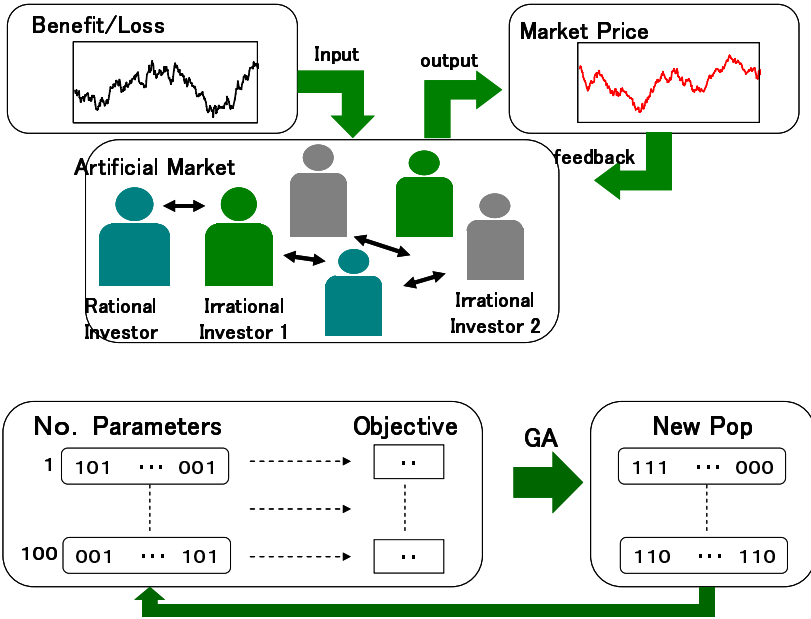 Benefit/Loss
Input
output
Market Price
feedback
Artificial Market
Rational
Investor
Irrational
Investor 1
Irrational
Investor 2
No. Parameters
Objective
GA
New Pop
1
101 ... 001
..
111 ... 000
100
001 ... 101
..
110 ... 110